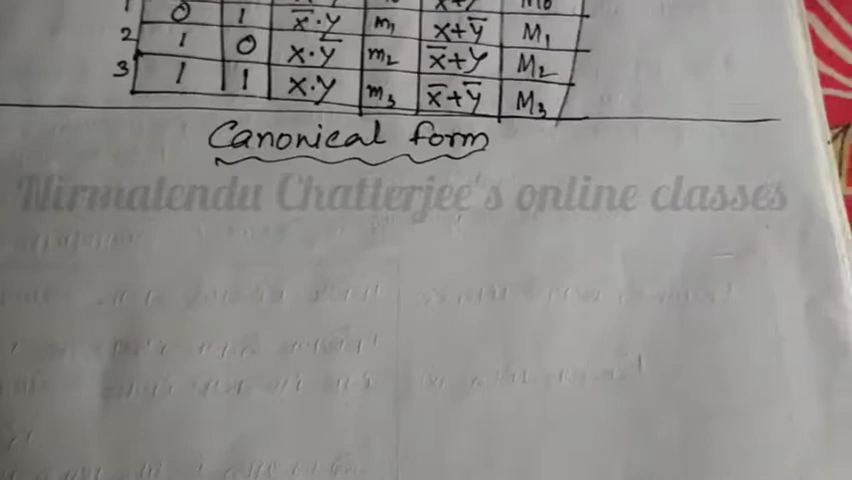 1 0 1 x̅·y m₁ x+y̅ M₁
2 1 0 x·y̅ m₂ x̅+y M₂
3 1 1 x·y m₃ x̅+y̅ M₃
Canonical form
Nirmalendu Chatterjee's online classes